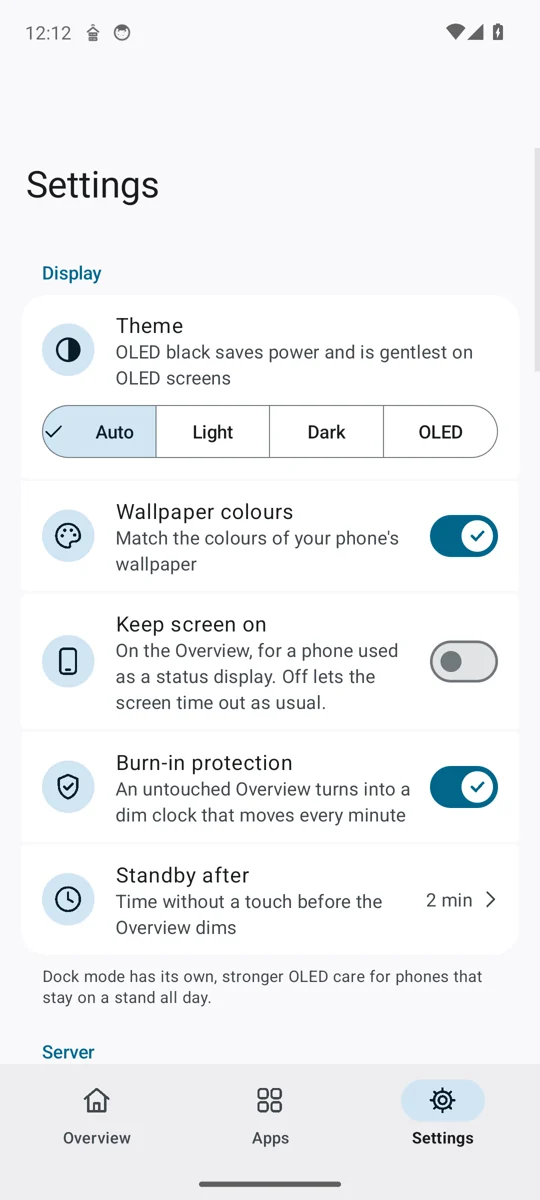 12:12
Settings
Display
Theme
OLED black saves power and is gentlest on
OLED screens
Auto
Light
Dark
OLED
Wallpaper colours
Match the colours of your phone's
wallpaper
Keep screen on
On the Overview, for a phone used
as a status display. Off lets the
screen time out as usual.
Burn-in protection
An untouched Overview turns into a
dim clock that moves every minute
Standby after
Time without a touch before the
Overview dims
2 min
Dock mode has its own, stronger OLED care for phones that
stay on a stand all day.
Server
Overview
Apps
Settings